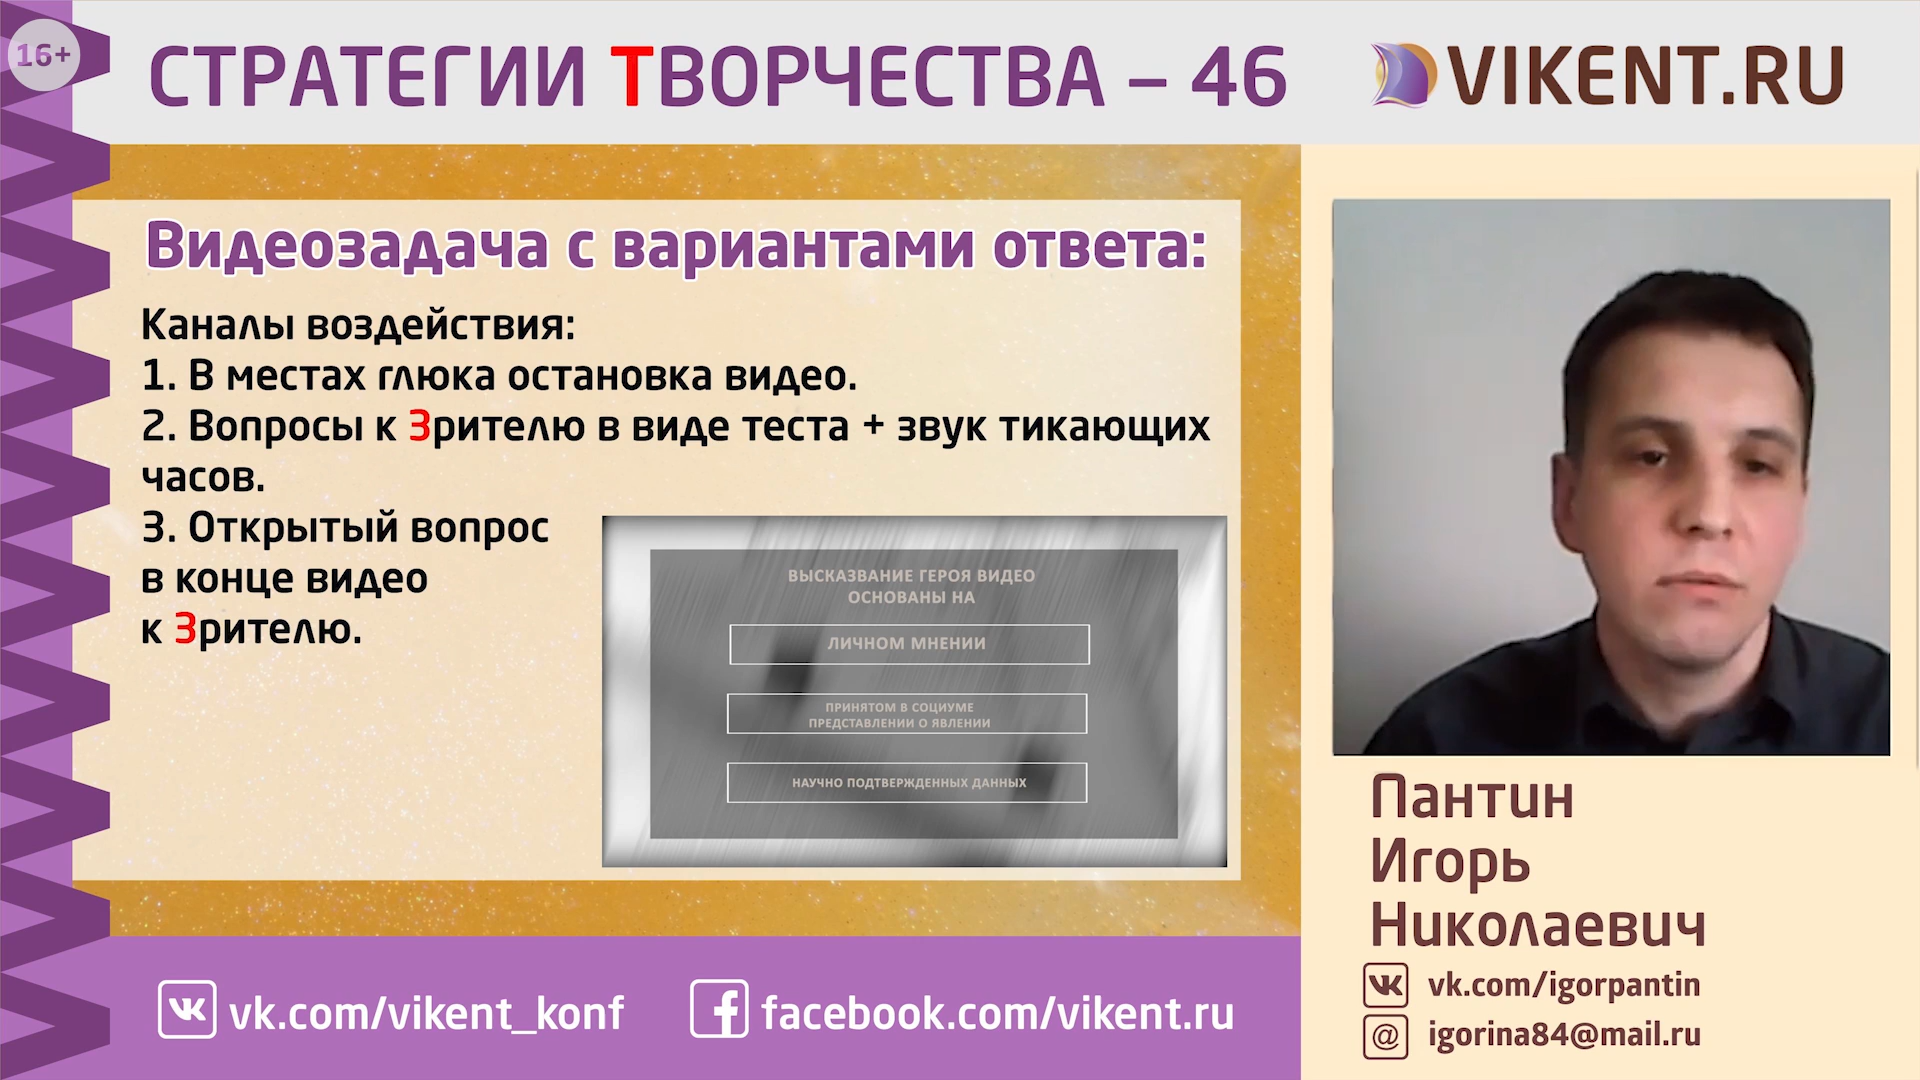 16+
СТРАТЕГИИ ТВОРЧЕСТВА – 46
VIKENT.RU
Видеозадача с вариантами ответа:
Каналы воздействия:
1. В местах глюка остановка видео.
2. Вопросы к Зрителю в виде теста + звук тикающих
часов.
3. Открытый вопрос
в конце видео
к Зрителю.
ВЫСКАЗВАНИЕ ГЕРОЯ ВИДЕО
ОСНОВАНЫ НА
ЛИЧНОМ МНЕНИИ
ПРИНЯТОМ В СОЦИУМЕ
ПРЕДСТАВЛЕНИИ О ЯВЛЕНИИ
НАУЧНО ПОДТВЕРЖДЕННЫХ ДАННЫХ
Пантин
Игорь
Николаевич
vk.com/igorpantin
igorina84@mail.ru
vk.com/vikent_konf
facebook.com/vikent.ru